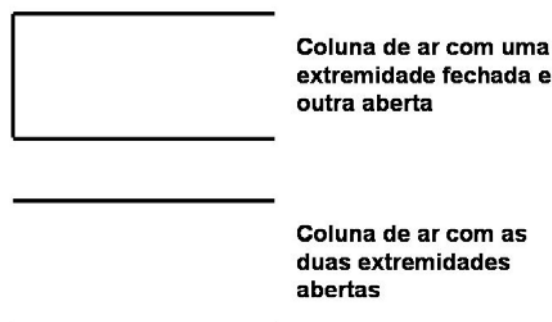 Coluna de ar com uma
extremidade fechada e
outra aberta
Coluna de ar com as
duas extremidades
abertas